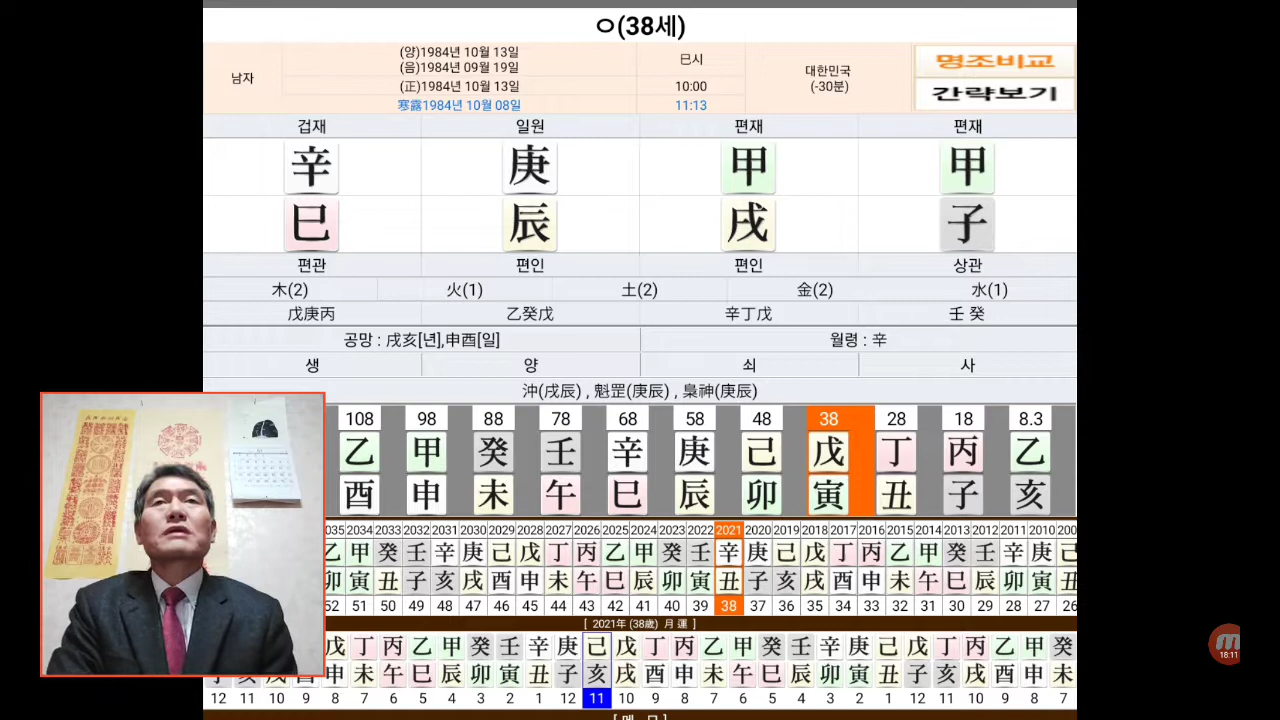 ㅇ(38세)
남자
(양)1984년 10월 13일
(음)1984년 09월 19일
(正)1984년 10월 13일
寒露1984년 10월 08일
巳시
10:00
11:13
대한민국
(-30분)
명조비교
간략보기
겁재 일원 편재 편재
辛 庚 甲 甲
巳 辰 戌 子
편관 편인 편인 상관
木(2) 火(1) 土(2) 金(2) 水(1)
戊庚丙 乙癸戊 辛丁戊 壬 癸
공망 : 戌亥[년],申酉[일] 월령 : 辛
생 양 쇠 사
沖(戌辰) , 魁罡(庚辰) , 梟神(庚辰)
108 98 88 78 68 58 48 38 28 18 8.3
乙 甲 癸 壬 辛 庚 己 戊 丁 丙 乙
酉 申 未 午 巳 辰 卯 寅 丑 子 亥
035 2034 2033 2032 2031 2030 2029 2028 2027 2026 2025 2024 2023 2022 2021 2020 2019 2018 2017 2016 2015 2014 2013 2012 2011 2010 200
乙 甲 癸 壬 辛 庚 己 戊 丁 丙 乙 甲 癸 壬 辛 庚 己 戊 丁 丙 乙 甲 癸 壬 辛 庚 己
卯 寅 丑 子 亥 戌 酉 申 未 午 巳 辰 卯 寅 丑 子 亥 戌 酉 申 未 午 巳 辰 卯 寅 丑
52 51 50 49 48 47 46 45 44 43 42 41 40 39 38 37 36 35 34 33 32 31 30 29 28 27 26
[ 2021年 (38歲) 月 運 ]
戊 丁 丙 乙 甲 癸 壬 辛 庚 己 戊 丁 丙 乙 甲 癸 壬 辛 庚 己 戊 丁 丙 乙 甲 癸
申 未 午 巳 辰 卯 寅 丑 子 亥 戌 酉 申 未 午 巳 辰 卯 寅 丑 子 亥 戌 酉 申 未
12 11 10 9 8 7 6 5 4 3 2 1 12 11 10 9 8 7 6 5 4 3 2 1 12 11 10 9 8 7
18:11